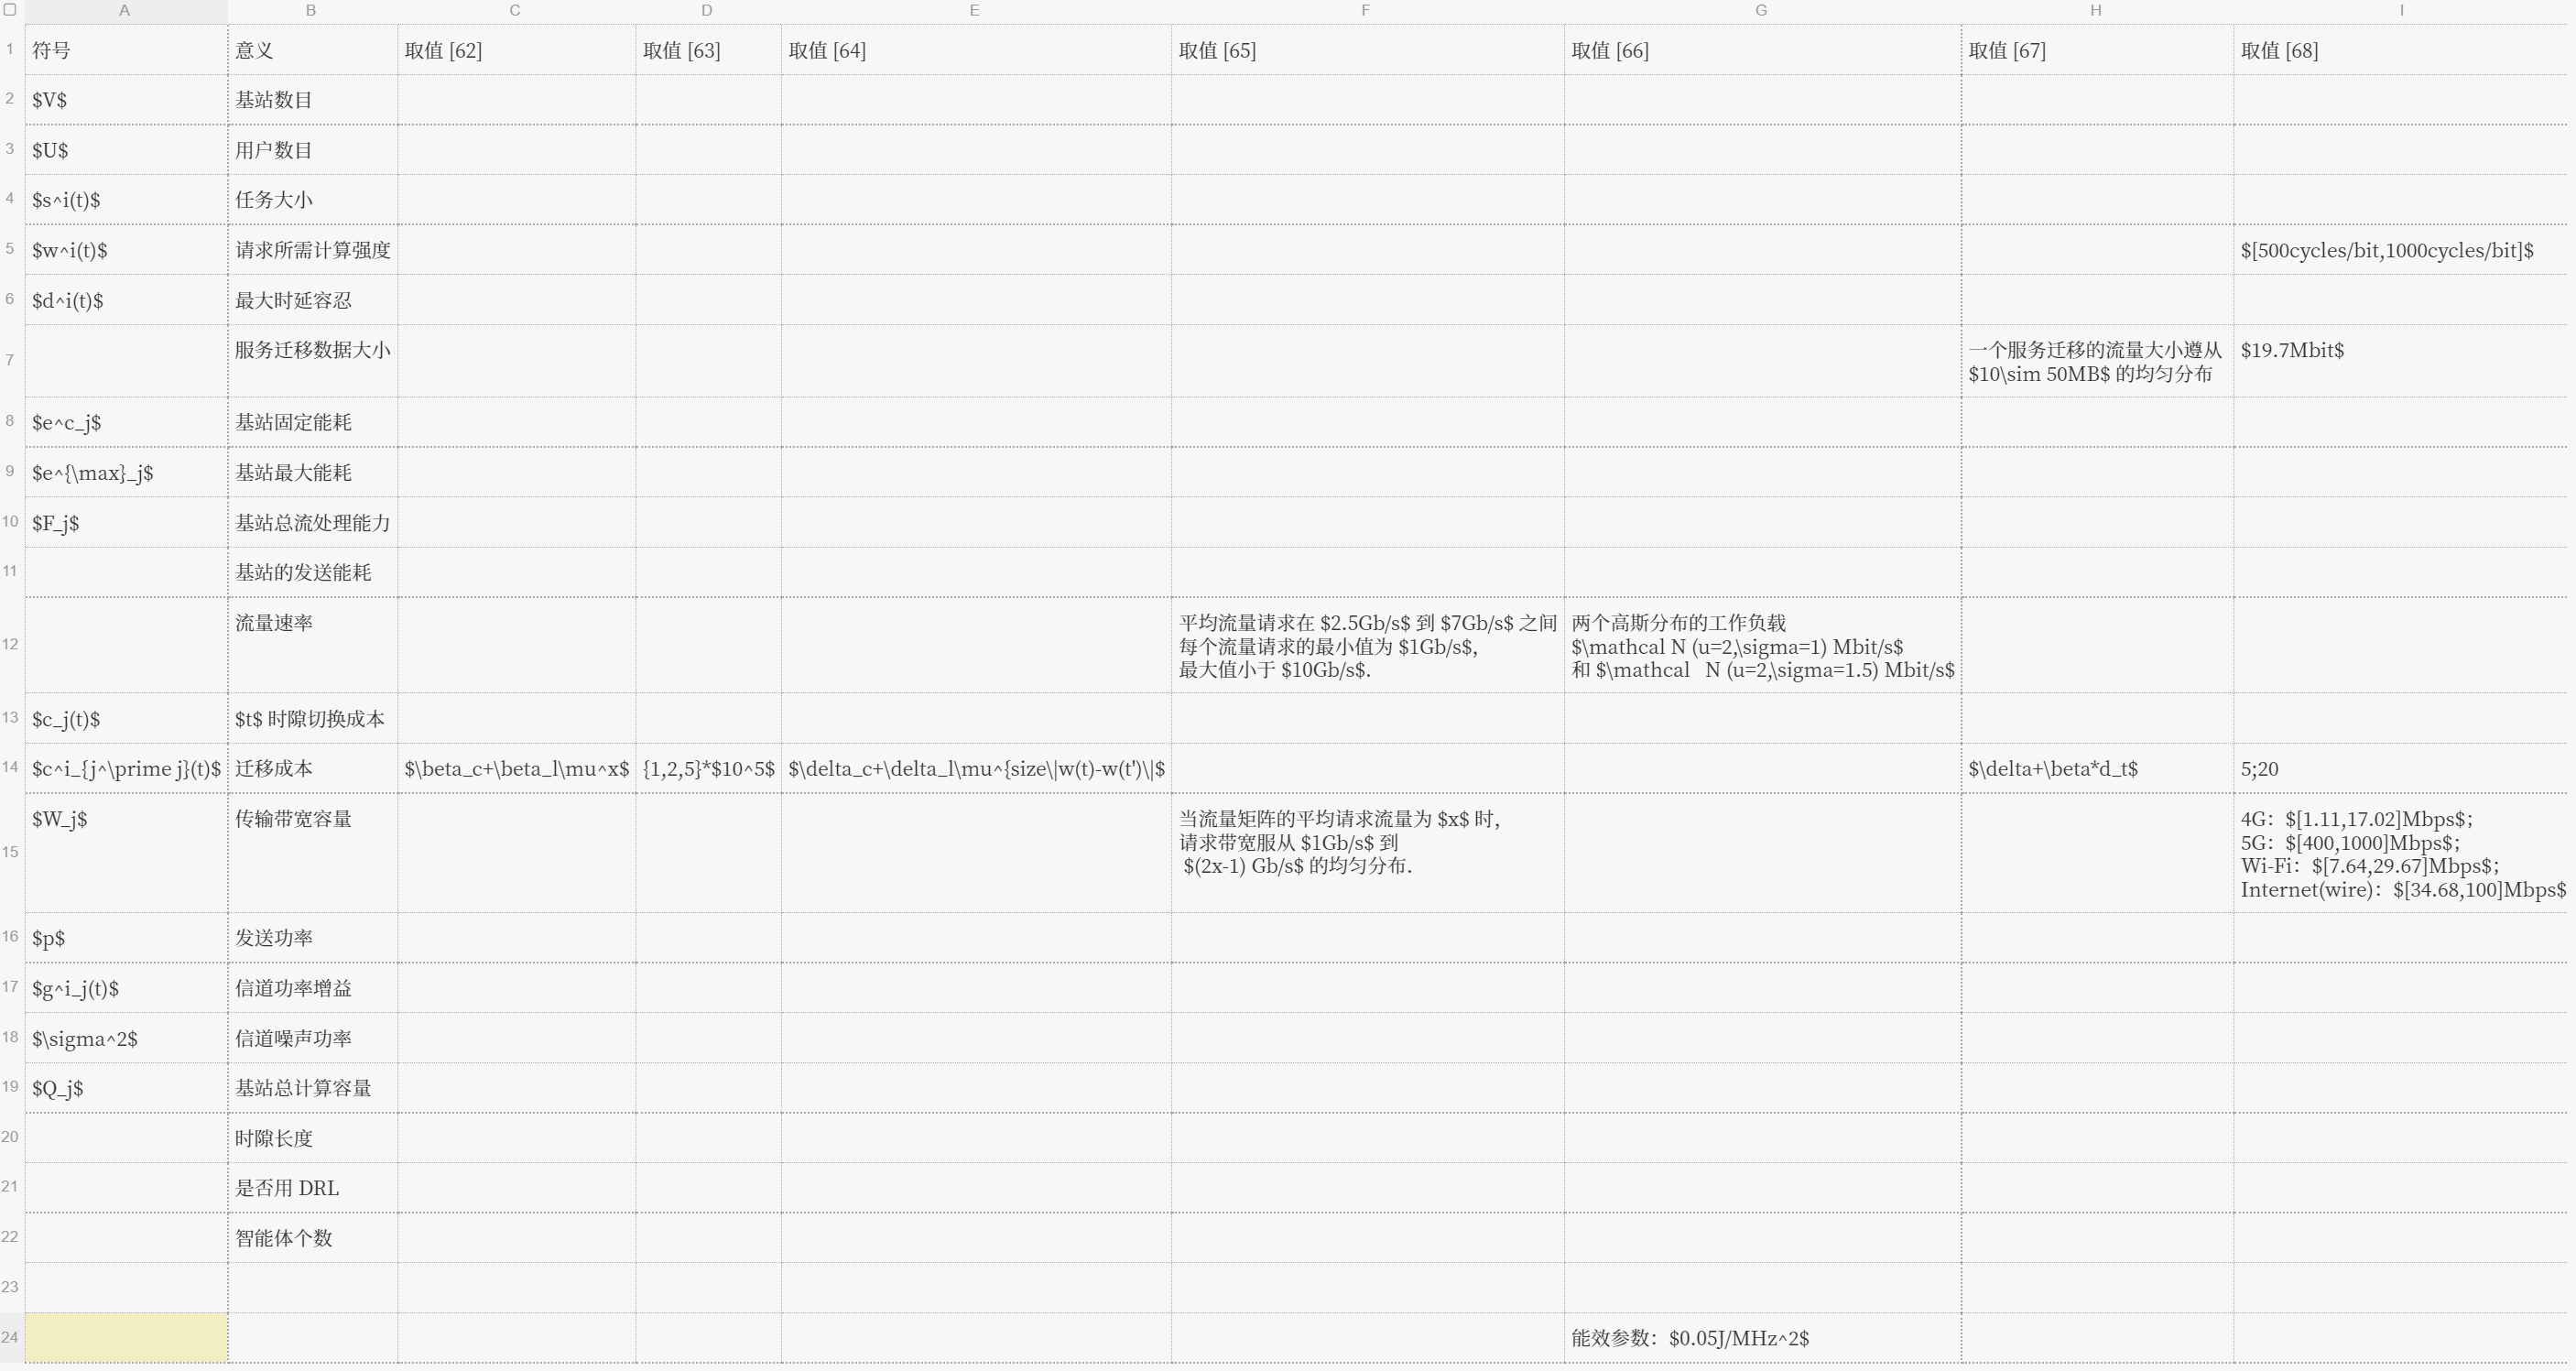 A B C D E F G H I
1 符号 意义 取值 [62] 取值 [63] 取值 [64] 取值 [65] 取值 [66] 取值 [67] 取值 [68]
2 $V$ 基站数目
3 $U$ 用户数目
4 $s^i(t)$ 任务大小
5 $w^i(t)$ 请求所需计算强度 $[500cycles/bit,1000cycles/bit]$
6 $d^i(t)$ 最大时延容忍
7 服务迁移数据大小 一个服务迁移的流量大小遵从 $19.7Mbit$
$10\sim 50MB$ 的均匀分布
8 $e^c_j$ 基站固定能耗
9 $e^{\max}_j$ 基站最大能耗
10 $F_j$ 基站总流处理能力
11 基站的发送能耗
12 流量速率
平均流量请求在 $2.5Gb/s$ 到 $7Gb/s$ 之间
每个流量请求的最小值为 $1Gb/s$,
最大值小于 $10Gb/s$.
两个高斯分布的工作负载
$\mathcal N (u=2,\sigma=1) Mbit/s$
和 $\mathcal   N (u=2,\sigma=1.5) Mbit/s$
13 $c_j(t)$ $t$ 时隙切换成本
14 $c^i_{j^\prime j}(t)$ 迁移成本 $\beta_c+\beta_l\mu^x$ {1,2,5}*$10^5$ $\delta_c+\delta_l\mu^{size\|w(t)-w(t')\|$ $\delta+\beta*d_t$ 5;20
15 $W_j$ 传输带宽容量
当流量矩阵的平均请求流量为 $x$ 时,
请求带宽服从 $1Gb/s$ 到
$(2x-1) Gb/s$ 的均匀分布.
4G：$[1.11,17.02]Mbps$；
5G：$[400,1000]Mbps$；
Wi-Fi：$[7.64,29.67]Mbps$；
Internet(wire)：$[34.68,100]Mbps$
16 $p$ 发送功率
17 $g^i_j(t)$ 信道功率增益
18 $\sigma^2$ 信道噪声功率
19 $Q_j$ 基站总计算容量
20 时隙长度
21 是否用 DRL
22 智能体个数
23
24 能效参数：$0.05J/MHz^2$